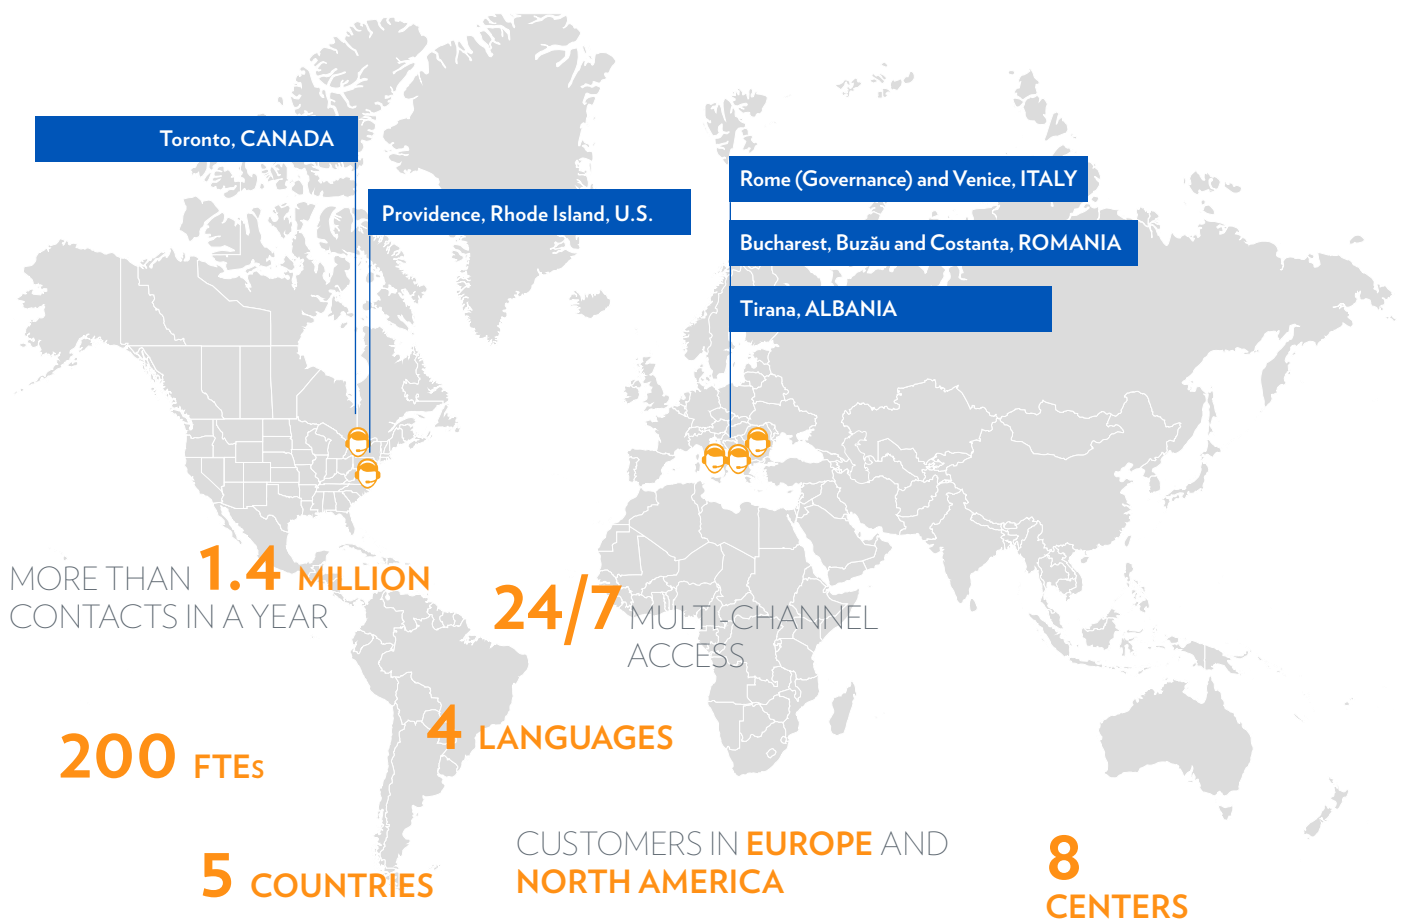 Toronto, CANADA
Providence, Rhode Island, U.S.
Rome (Governance) and Venice, ITALY
Bucharest, Buzău and Costanta, ROMANIA
Tirana, ALBANIA
MORE THAN 1.4 MILLION
CONTACTS IN A YEAR
24/7 MULTI-CHANNEL
ACCESS
4 LANGUAGES
200 FTEs
CUSTOMERS IN EUROPE AND
NORTH AMERICA
5 COUNTRIES
8
CENTERS